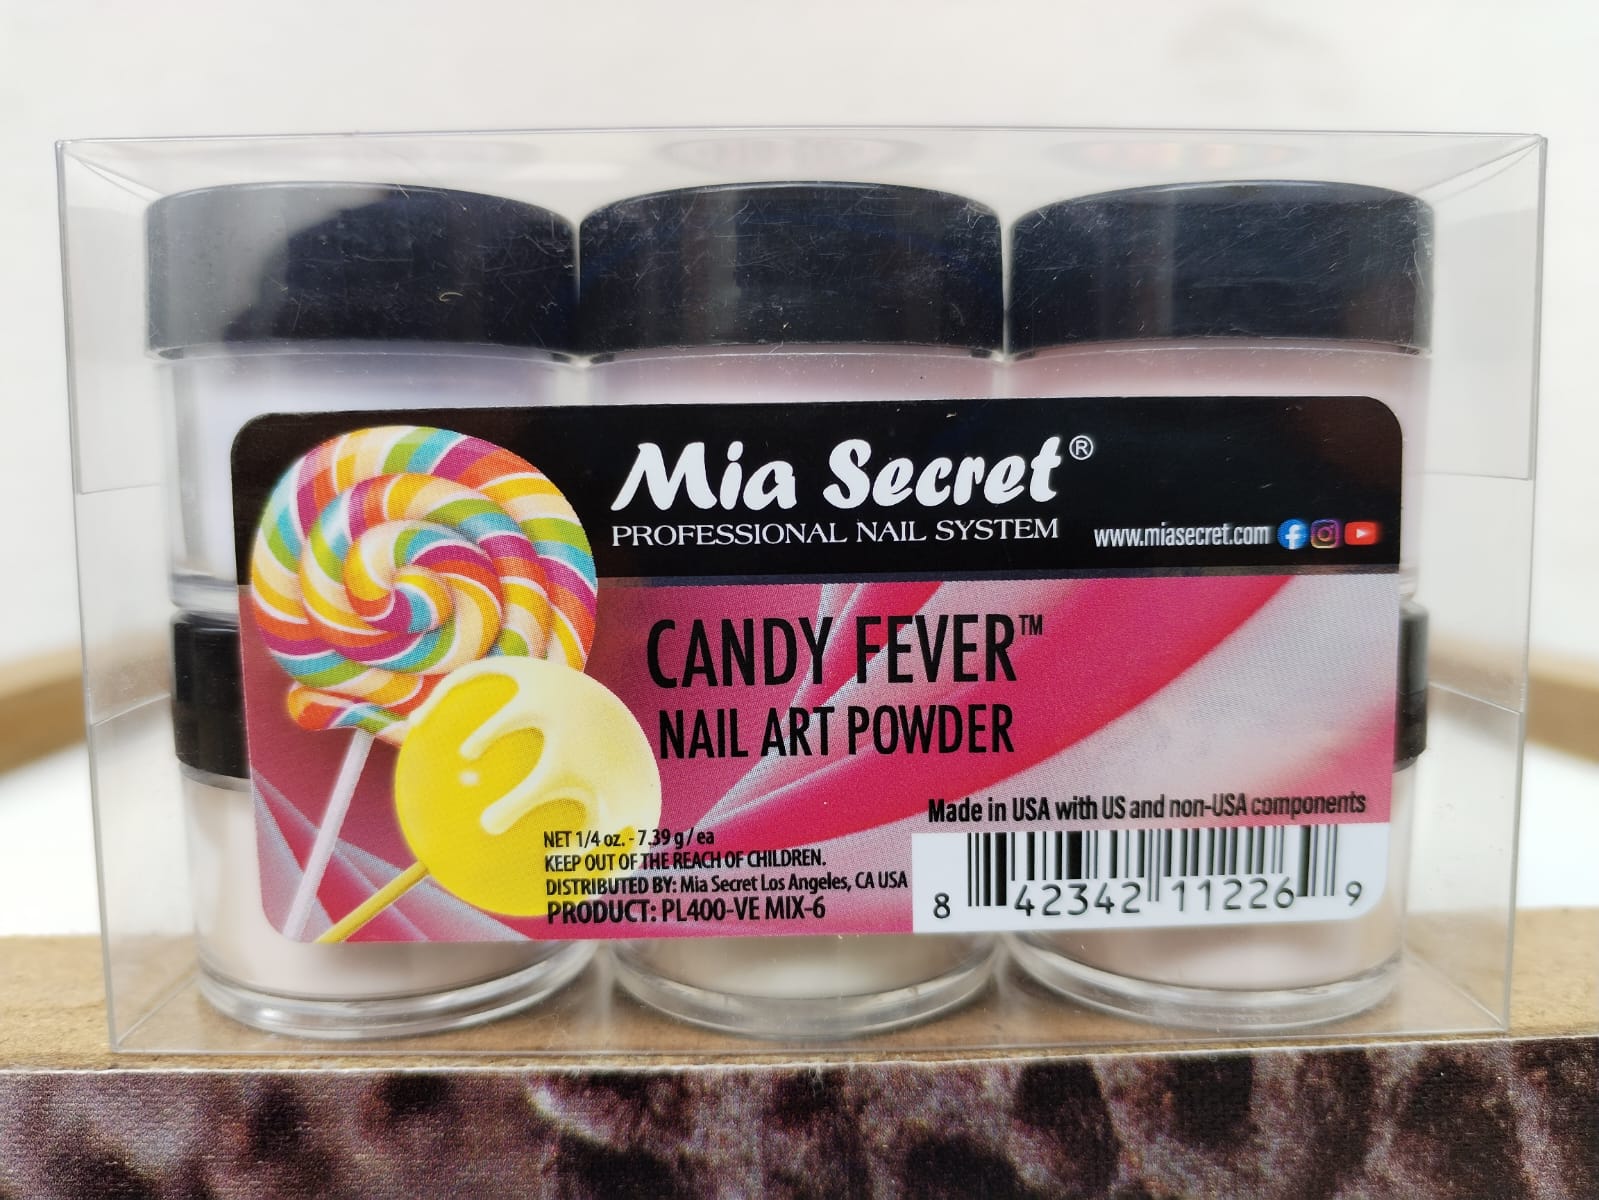 Mia Secret®
PROFESSIONAL NAIL SYSTEM
www.miasecret.com
CANDY FEVER™
NAIL ART POWDER
Made in USA with US and non-USA components
NET 1/4 oz. - 7.39 g / ea
KEEP OUT OF THE REACH OF CHILDREN.
DISTRIBUTED BY: Mia Secret Los Angeles, CA USA
PRODUCT: PL400-VE MIX-6
8 42342 11226 9